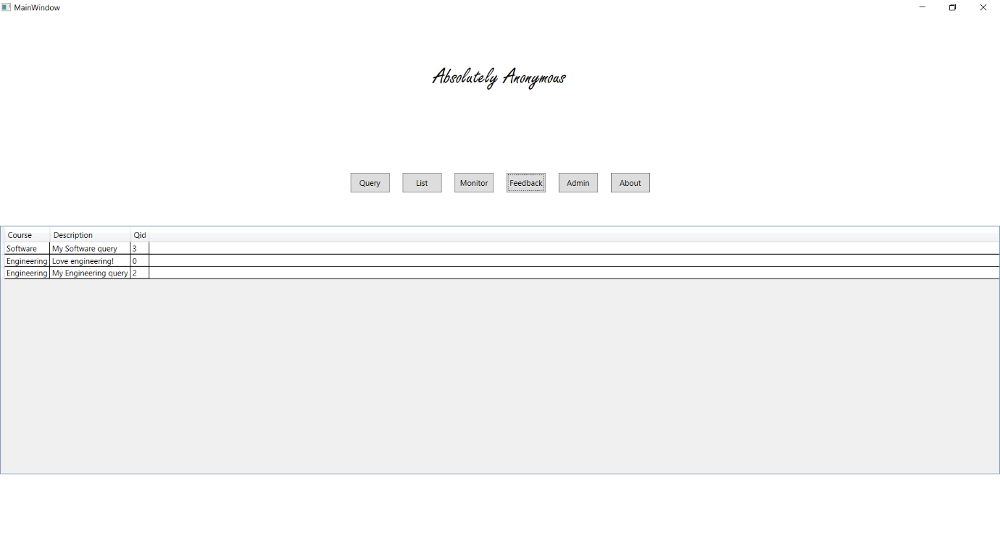 MainWindow
Absolutely Anonymous
Query List Monitor Feedback Admin About
Course Description Qid
Software My Software query 3
Engineering Love engineering! 0
Engineering My Engineering query 2